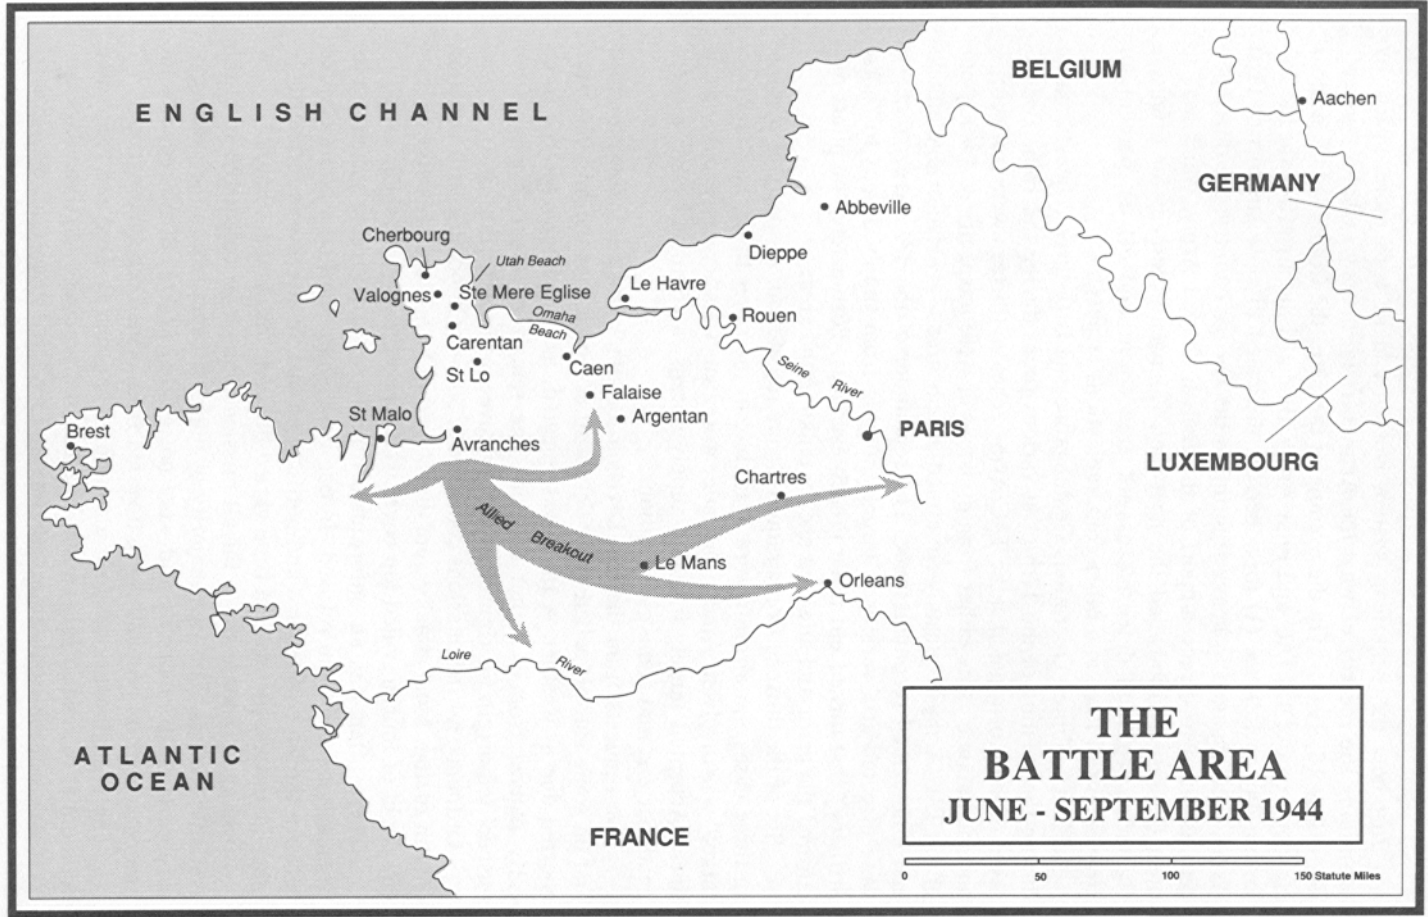 ENGLISH CHANNEL
BELGIUM
Aachen
GERMANY
Abbeville
Dieppe
Cherbourg
Utah Beach
Valognes
Ste Mere Eglise
Le Havre
Omaha
Beach
Rouen
Carentan
St Lo
Caen
Seine River
Falaise
Argentan
St Malo
Avranches
Brest
PARIS
LUXEMBOURG
Chartres
Allied Breakout
Le Mans
Orleans
Loire River
ATLANTIC
OCEAN
FRANCE
THE
BATTLE AREA
JUNE - SEPTEMBER 1944
0 50 100 150 Statute Miles